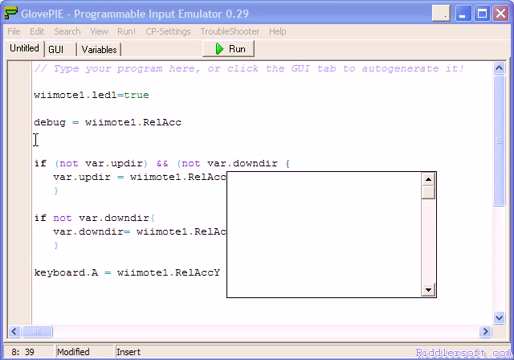 GlovePIE - Programmable Input Emulator 0.29
File Edit Search View Run! CP-Settings TroubleShooter Help
Untitled GUI Variables Run
// Type your program here, or click the GUI tab to autogenerate it!
wiimote1.led1=true
debug = wiimote1.RelAcc
if (not var.updir) && (not var.downdir {
var.updir = wiimote1.RelAcc
}
if not var.downdir{
var.downdir= wiimote1.RelAc
}
keyboard.A = wiimote1.RelAccY
8: 39 Modified Insert
Riddlersoft.com